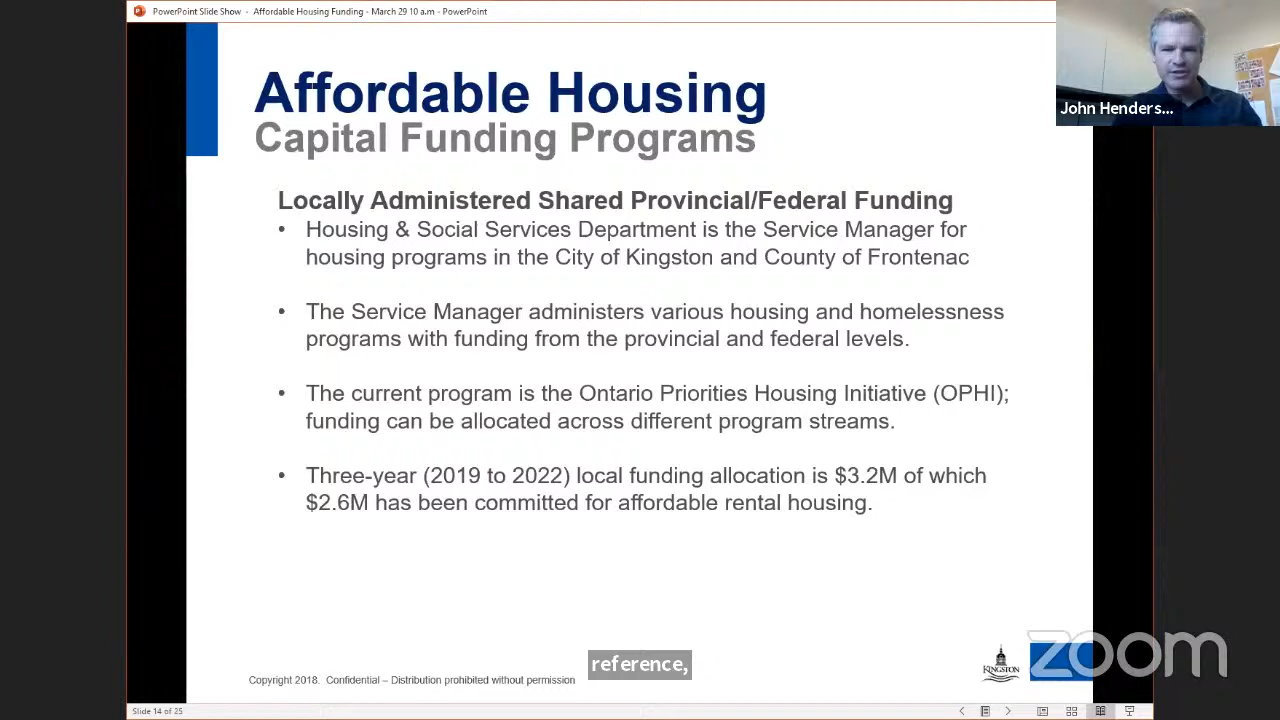 PowerPoint Slide Show - Affordable Housing Funding - March 29 10 a.m - PowerPoint
John Henders...
Affordable Housing
Capital Funding Programs
Locally Administered Shared Provincial/Federal Funding
• Housing & Social Services Department is the Service Manager for
housing programs in the City of Kingston and County of Frontenac
• The Service Manager administers various housing and homelessness
programs with funding from the provincial and federal levels.
• The current program is the Ontario Priorities Housing Initiative (OPHI);
funding can be allocated across different program streams.
• Three-year (2019 to 2022) local funding allocation is $3.2M of which
$2.6M has been committed for affordable rental housing.
reference,
KINGSTON
zoom
Copyright 2018. Confidential – Distribution prohibited without permission
Slide 14 of 25